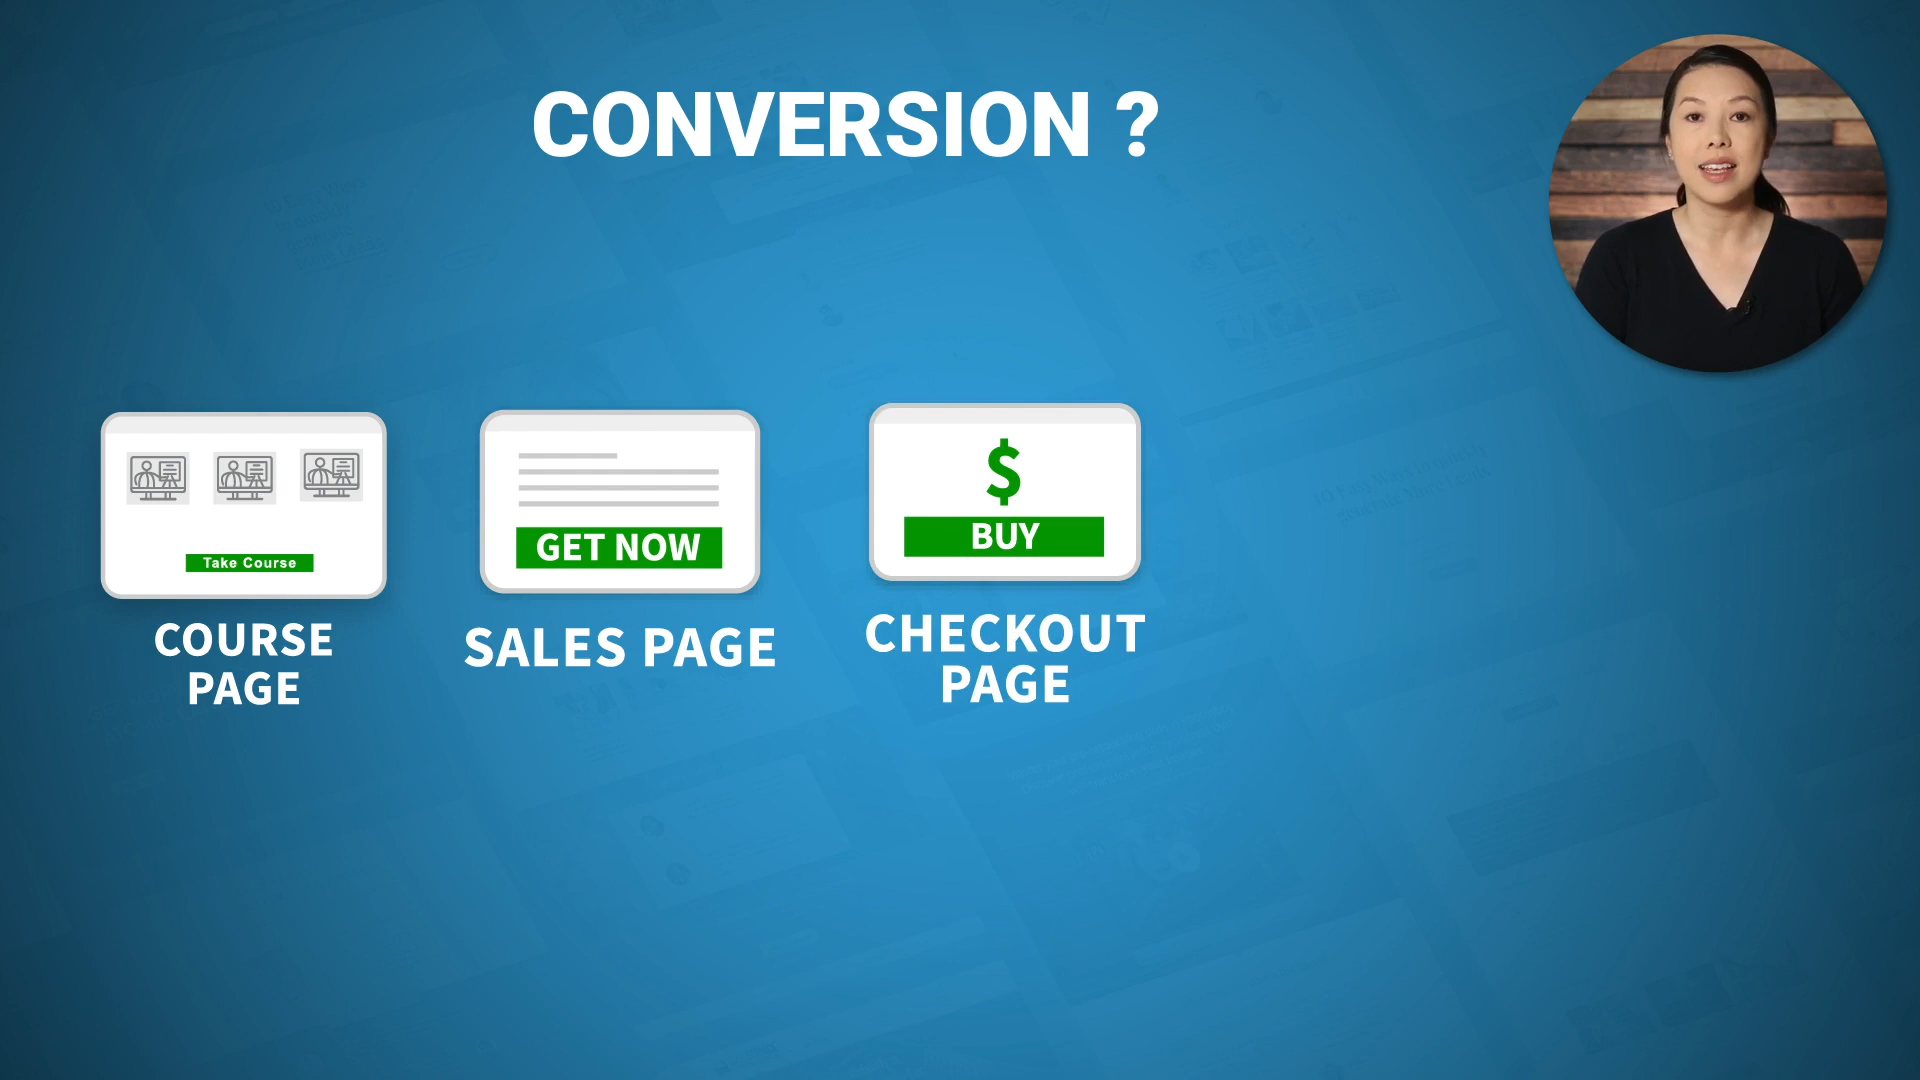 CONVERSION ?
Take Course
COURSE
PAGE
GET NOW
SALES PAGE
$
BUY
CHECKOUT
PAGE